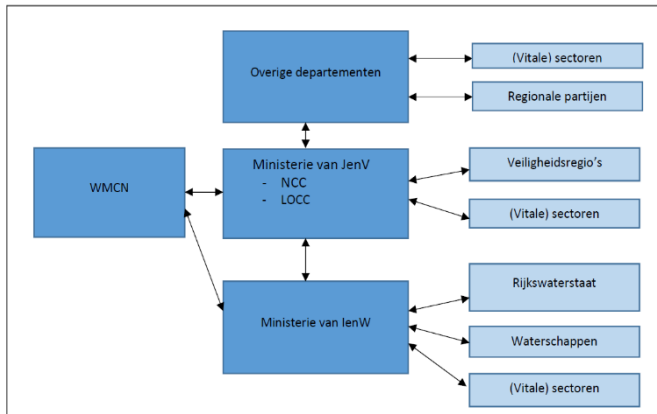 Overige departementen
(Vitale) sectoren
Regionale partijen
WMCN
Ministerie van JenV
- NCC
- LOCC
Veiligheidsregio's
(Vitale) sectoren
Ministerie van IenW
Rijkswaterstaat
Waterschappen
(Vitale) sectoren